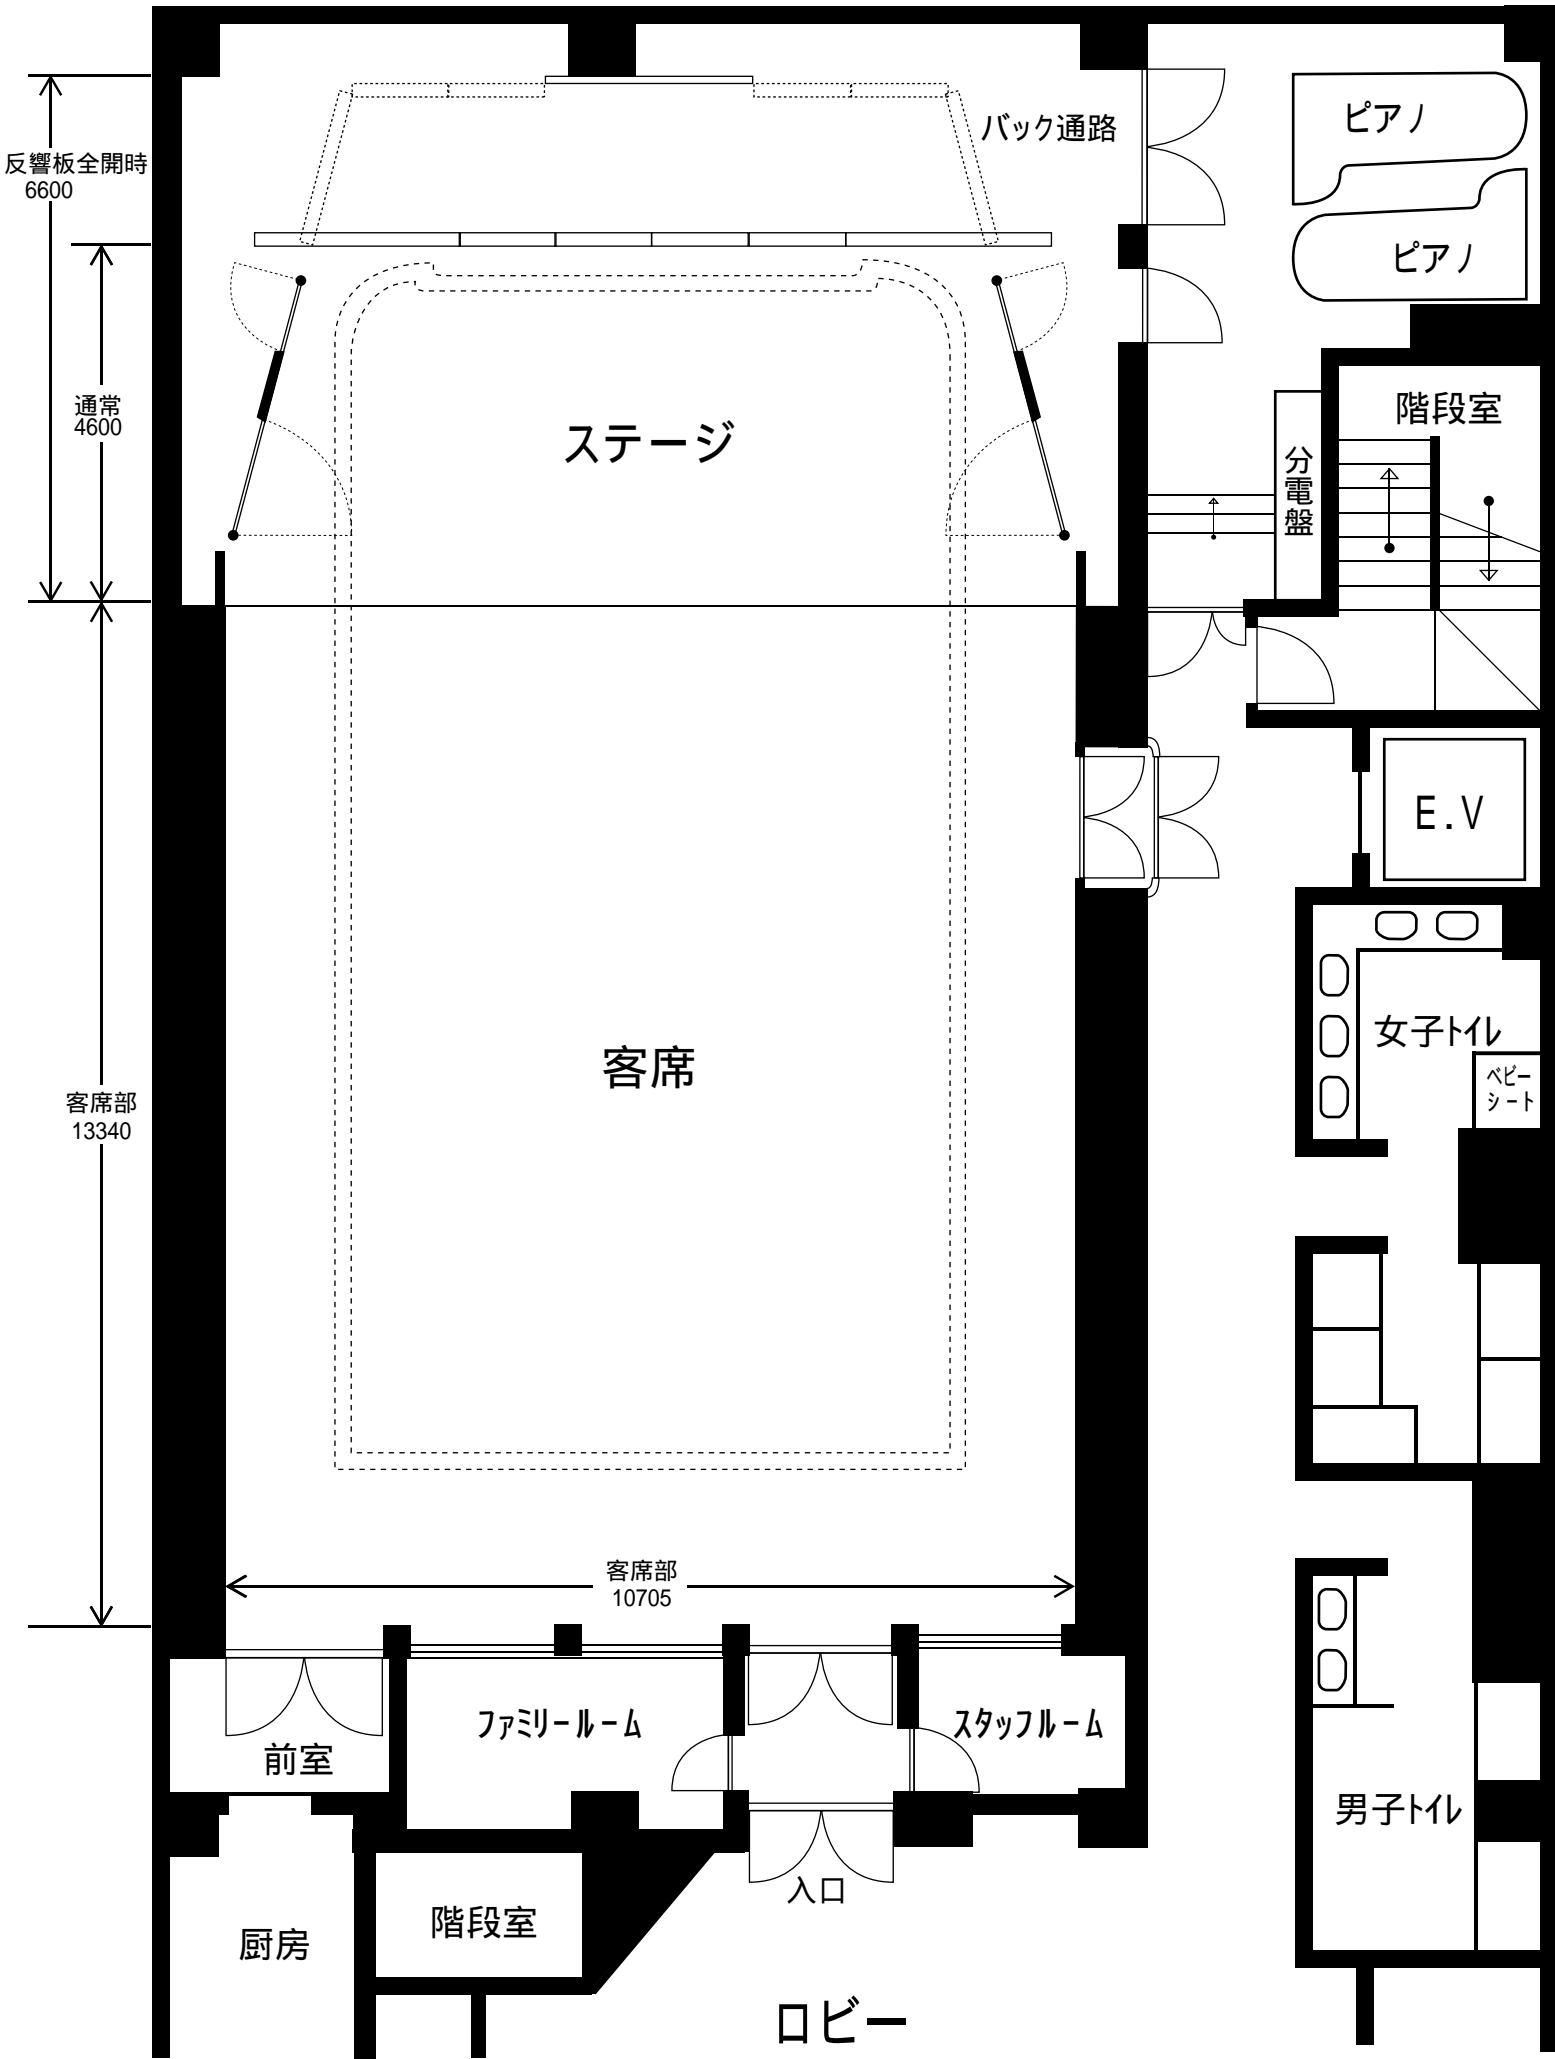 ピアノ
バック通路
反響板全開時
6600
ピアノ
階段室
通常
4600
ステージ
分電盤
E.V
女子トイレ
客席
ベビー
シート
客席部
13340
客席部
10705
ファミリールーム
スタッフルーム
前室
男子トイレ
入口
階段室
厨房
ロビー